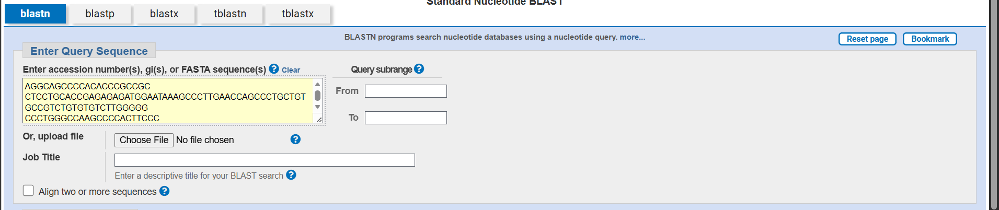 Standard Nucleotide BLAST
blastn blastp blastx tblastn tblastx
BLASTN programs search nucleotide databases using a nucleotide query. more...
Reset page Bookmark
Enter Query Sequence
Enter accession number(s), gi(s), or FASTA sequence(s) ? Clear
Query subrange ?
AGGCAGCCCCACACCCGCCGC
CTCCTGCACCGAGAGAGATGGAATAAAGCCCTTGAACCAGCCCTGCTGT
GCCGTCTGTGTGTCTTGGGGG
CCCTGGGCCAAGCCCCACTTCCC
From
To
Or, upload file
Choose File No file chosen ?
Job Title
Enter a descriptive title for your BLAST search ?
Align two or more sequences ?